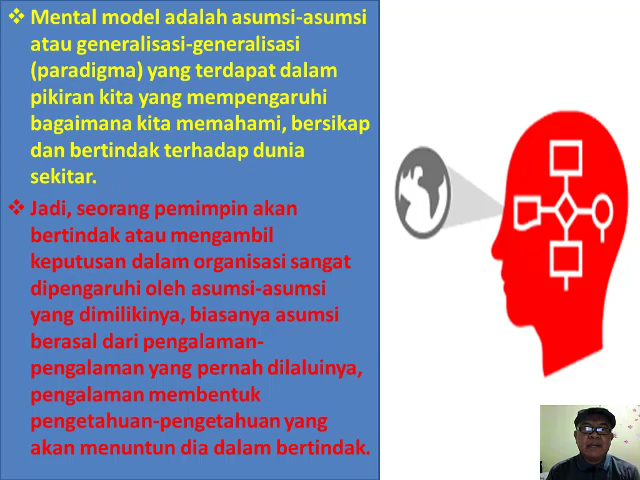 Mental model adalah asumsi-asumsi
atau generalisasi-generalisasi
(paradigma) yang terdapat dalam
pikiran kita yang mempengaruhi
bagaimana kita memahami, bersikap
dan bertindak terhadap dunia
sekitar.
Jadi, seorang pemimpin akan
bertindak atau mengambil
keputusan dalam organisasi sangat
dipengaruhi oleh asumsi-asumsi
yang dimilikinya, biasanya asumsi
berasal dari pengalaman-
pengalaman yang pernah dilaluinya,
pengalaman membentuk
pengetahuan-pengetahuan yang
akan menuntun dia dalam bertindak.